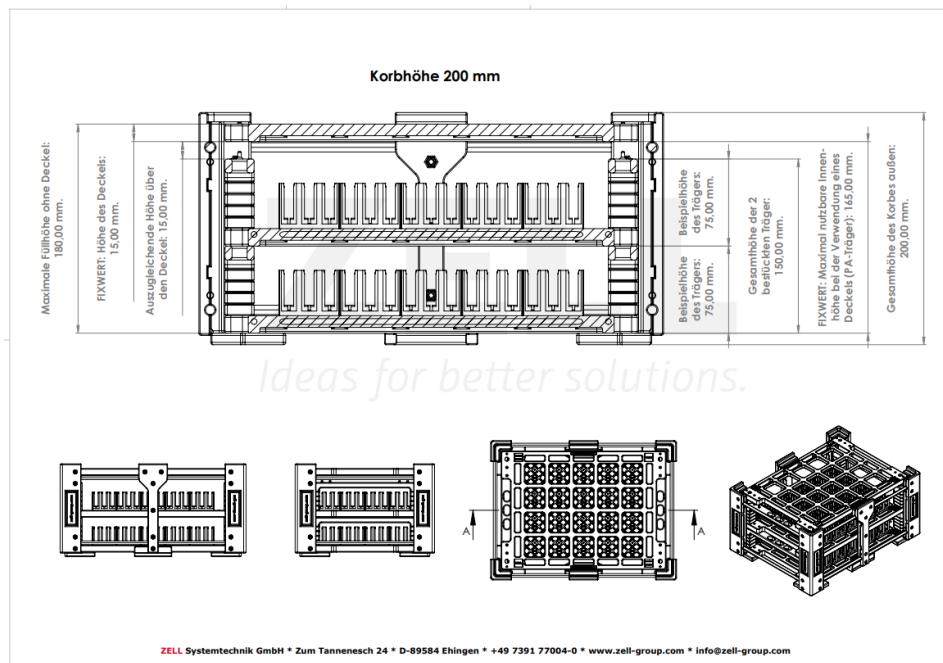 Korbhöhe 200 mm
Maximale Füllhöhe ohne Deckel:
180,00 mm.
FIXWERT: Höhe des Deckels:
15,00 mm.
Auszugleichende Höhe über
den Deckel: 15,00 mm.
Beispielhöhe
des Trägers:
75,00 mm.
Beispielhöhe
des Trägers:
75,00 mm.
Gesamthöhe der 2
bestückten Träger:
150,00 mm.
FIXWERT: Maximal nutzbare Innen-
höhe bei der Verwendung eines
Deckels (PA-Träger): 165,00 mm.
Gesamthöhe des Korbes außen:
200,00 mm.
ZELL
Ideas for better solutions.
A
A
ZELL Systemtechnik GmbH * Zum Tannenesch 24 * D-89584 Ehingen * +49 7391 77004-0 * www.zell-group.com * info@zell-group.com